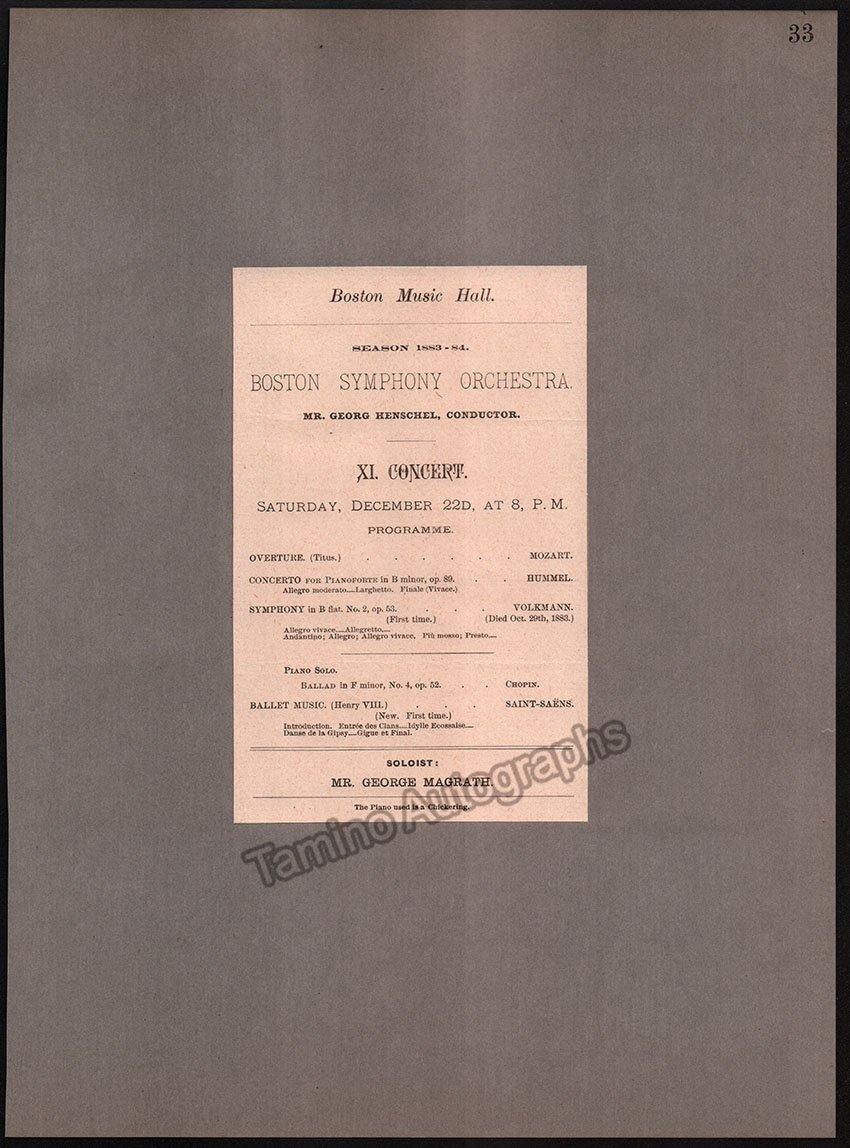 33
Boston Music Hall.
SEASON 1883-84.
BOSTON SYMPHONY ORCHESTRA.
MR. GEORG HENSCHEL, CONDUCTOR.
XI. CONCERT.
SATURDAY, DECEMBER 22D, AT 8, P. M.
PROGRAMME.
OVERTURE. (Titus.) . . . . . . . MOZART.
CONCERTO FOR PIANOFORTE in B minor, op. 89. . . HUMMEL.
Allegro moderato.—Larghetto. Finale (Vivace.)
SYMPHONY in B flat. No. 2, op. 53. . . . VOLKMANN.
(First time.) (Died Oct. 29th, 1883.)
Allegro vivace.—Allegretto.—
Andantino; Allegro; Allegro vivace, Più mosso; Presto.—
PIANO SOLO.
BALLAD in F minor, No. 4, op. 52. . . CHOPIN.
BALLET MUSIC. (Henry VIII.) . . . SAINT-SAËNS.
(New. First time.)
Introduction. Entrée des Clans.—Idylle Ecossaise.—
Danse de la Gipsy.—Gigue et Final.
SOLOIST:
MR. GEORGE MAGRATH.
The Piano used is a Chickering.
Tamino Autographs